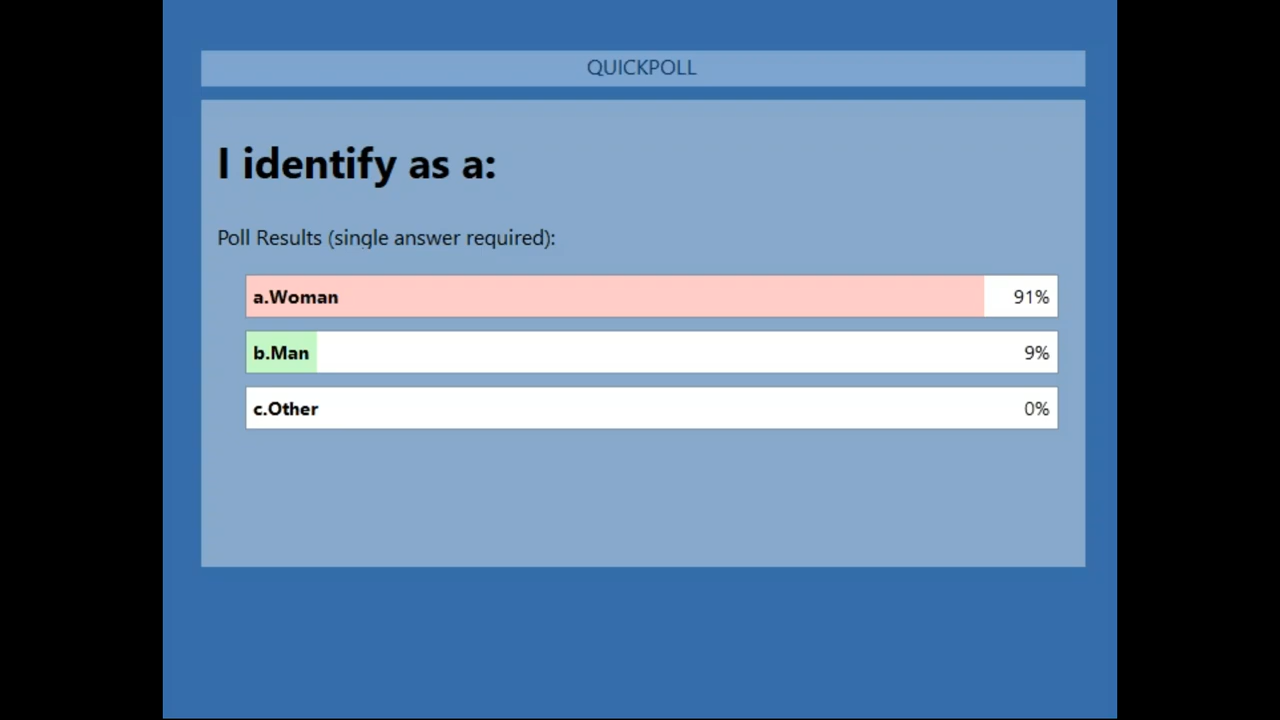 QUICKPOLL
I identify as a:
Poll Results (single answer required):
a.Woman 91%
b.Man 9%
c.Other 0%